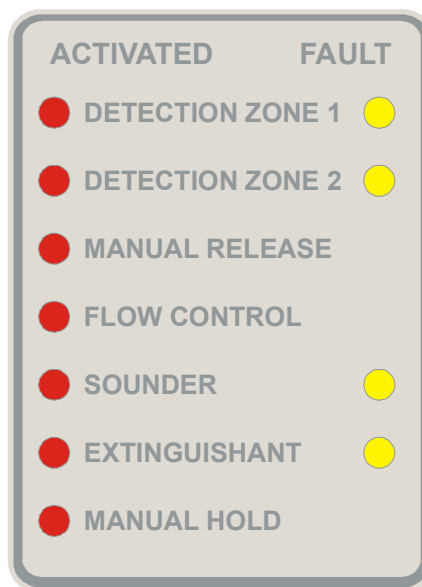 ACTIVATED FAULT
DETECTION ZONE 1
DETECTION ZONE 2
MANUAL RELEASE
FLOW CONTROL
SOUNDER
EXTINGUISHANT
MANUAL HOLD